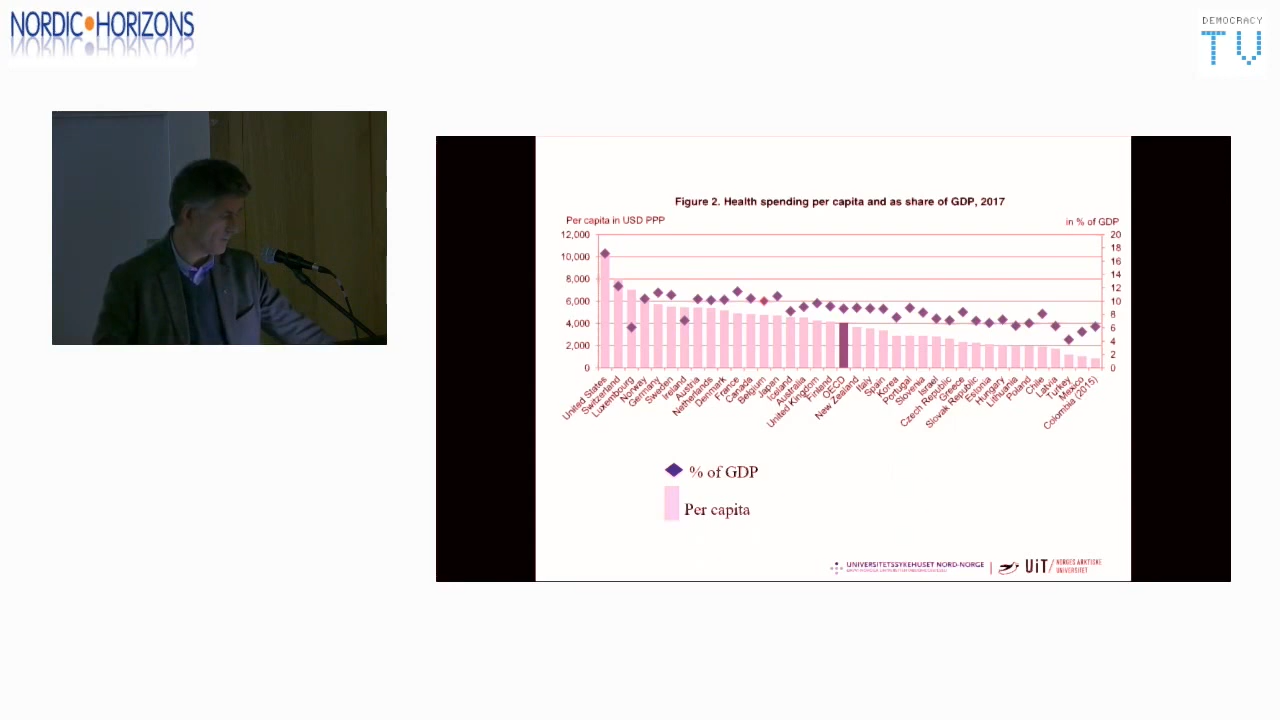 NORDIC•HORIZONS
DEMOCRACY
TV
Figure 2. Health spending per capita and as share of GDP, 2017
Per capita in USD PPP
in % of GDP
12,000
10,000
8,000
6,000
4,000
2,000
0
20
18
16
14
12
10
8
6
4
2
0
United States
Switzerland
Luxembourg
Norway
Germany
Sweden
Ireland
Austria
Netherlands
Denmark
France
Canada
Belgium
Japan
Iceland
Australia
United Kingdom
Finland
OECD
New Zealand
Italy
Spain
Korea
Portugal
Slovenia
Israel
Czech Republic
Greece
Slovak Republic
Estonia
Hungary
Lithuania
Poland
Chile
Latvia
Turkey
Mexico
Colombia (2015)
% of GDP
Per capita
UNIVERSITETSSYKEHUSET NORD-NORGE
UiT / NORGES ARKTISKE
UNIVERSITET